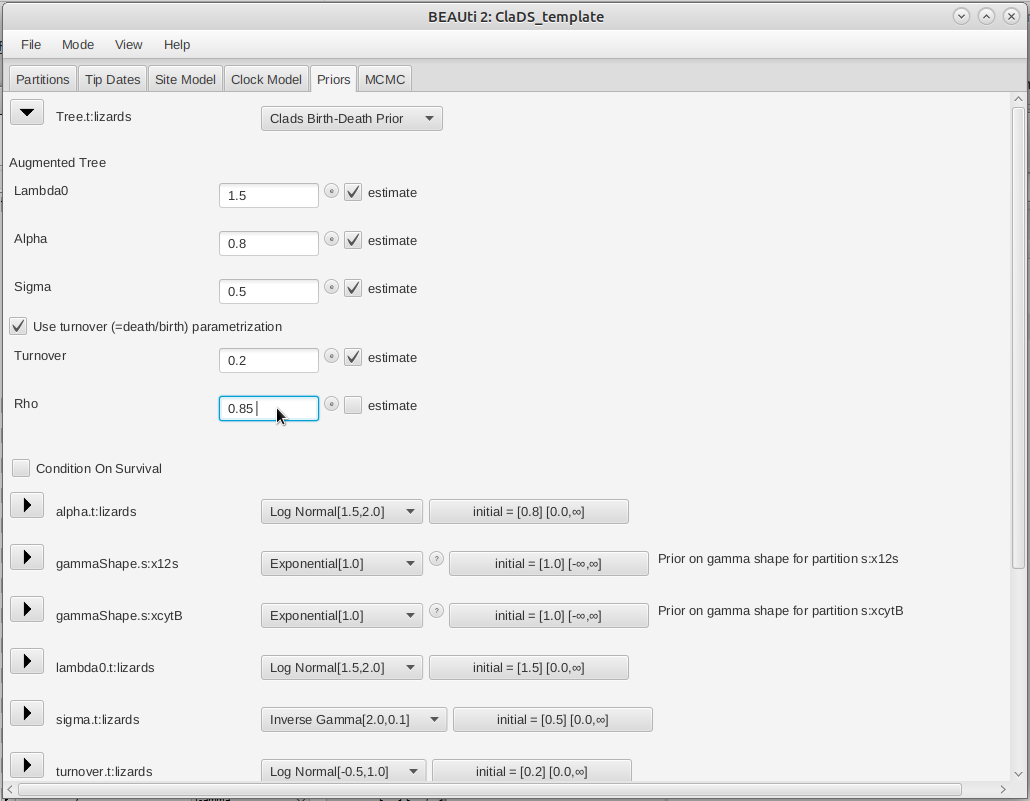 BEAUti 2: ClaDS_template
File Mode View Help
Partitions Tip Dates Site Model Clock Model Priors MCMC
Tree.t:lizards Clads Birth-Death Prior
Augmented Tree
Lambda0 1.5 estimate
Alpha 0.8 estimate
Sigma 0.5 estimate
Use turnover (=death/birth) parametrization
Turnover 0.2 estimate
Rho 0.85 estimate
Condition On Survival
alpha.t:lizards Log Normal[1.5,2.0] initial = [0.8] [0.0,∞]
gammaShape.s:x12s Exponential[1.0] ? initial = [1.0] [-∞,∞] Prior on gamma shape for partition s:x12s
gammaShape.s:xcytB Exponential[1.0] ? initial = [1.0] [-∞,∞] Prior on gamma shape for partition s:xcytB
lambda0.t:lizards Log Normal[1.5,2.0] initial = [1.5] [0.0,∞]
sigma.t:lizards Inverse Gamma[2.0,0.1] initial = [0.5] [0.0,∞]
turnover.t:lizards Log Normal[-0.5,1.0] initial = [0.2] [0.0,∞]